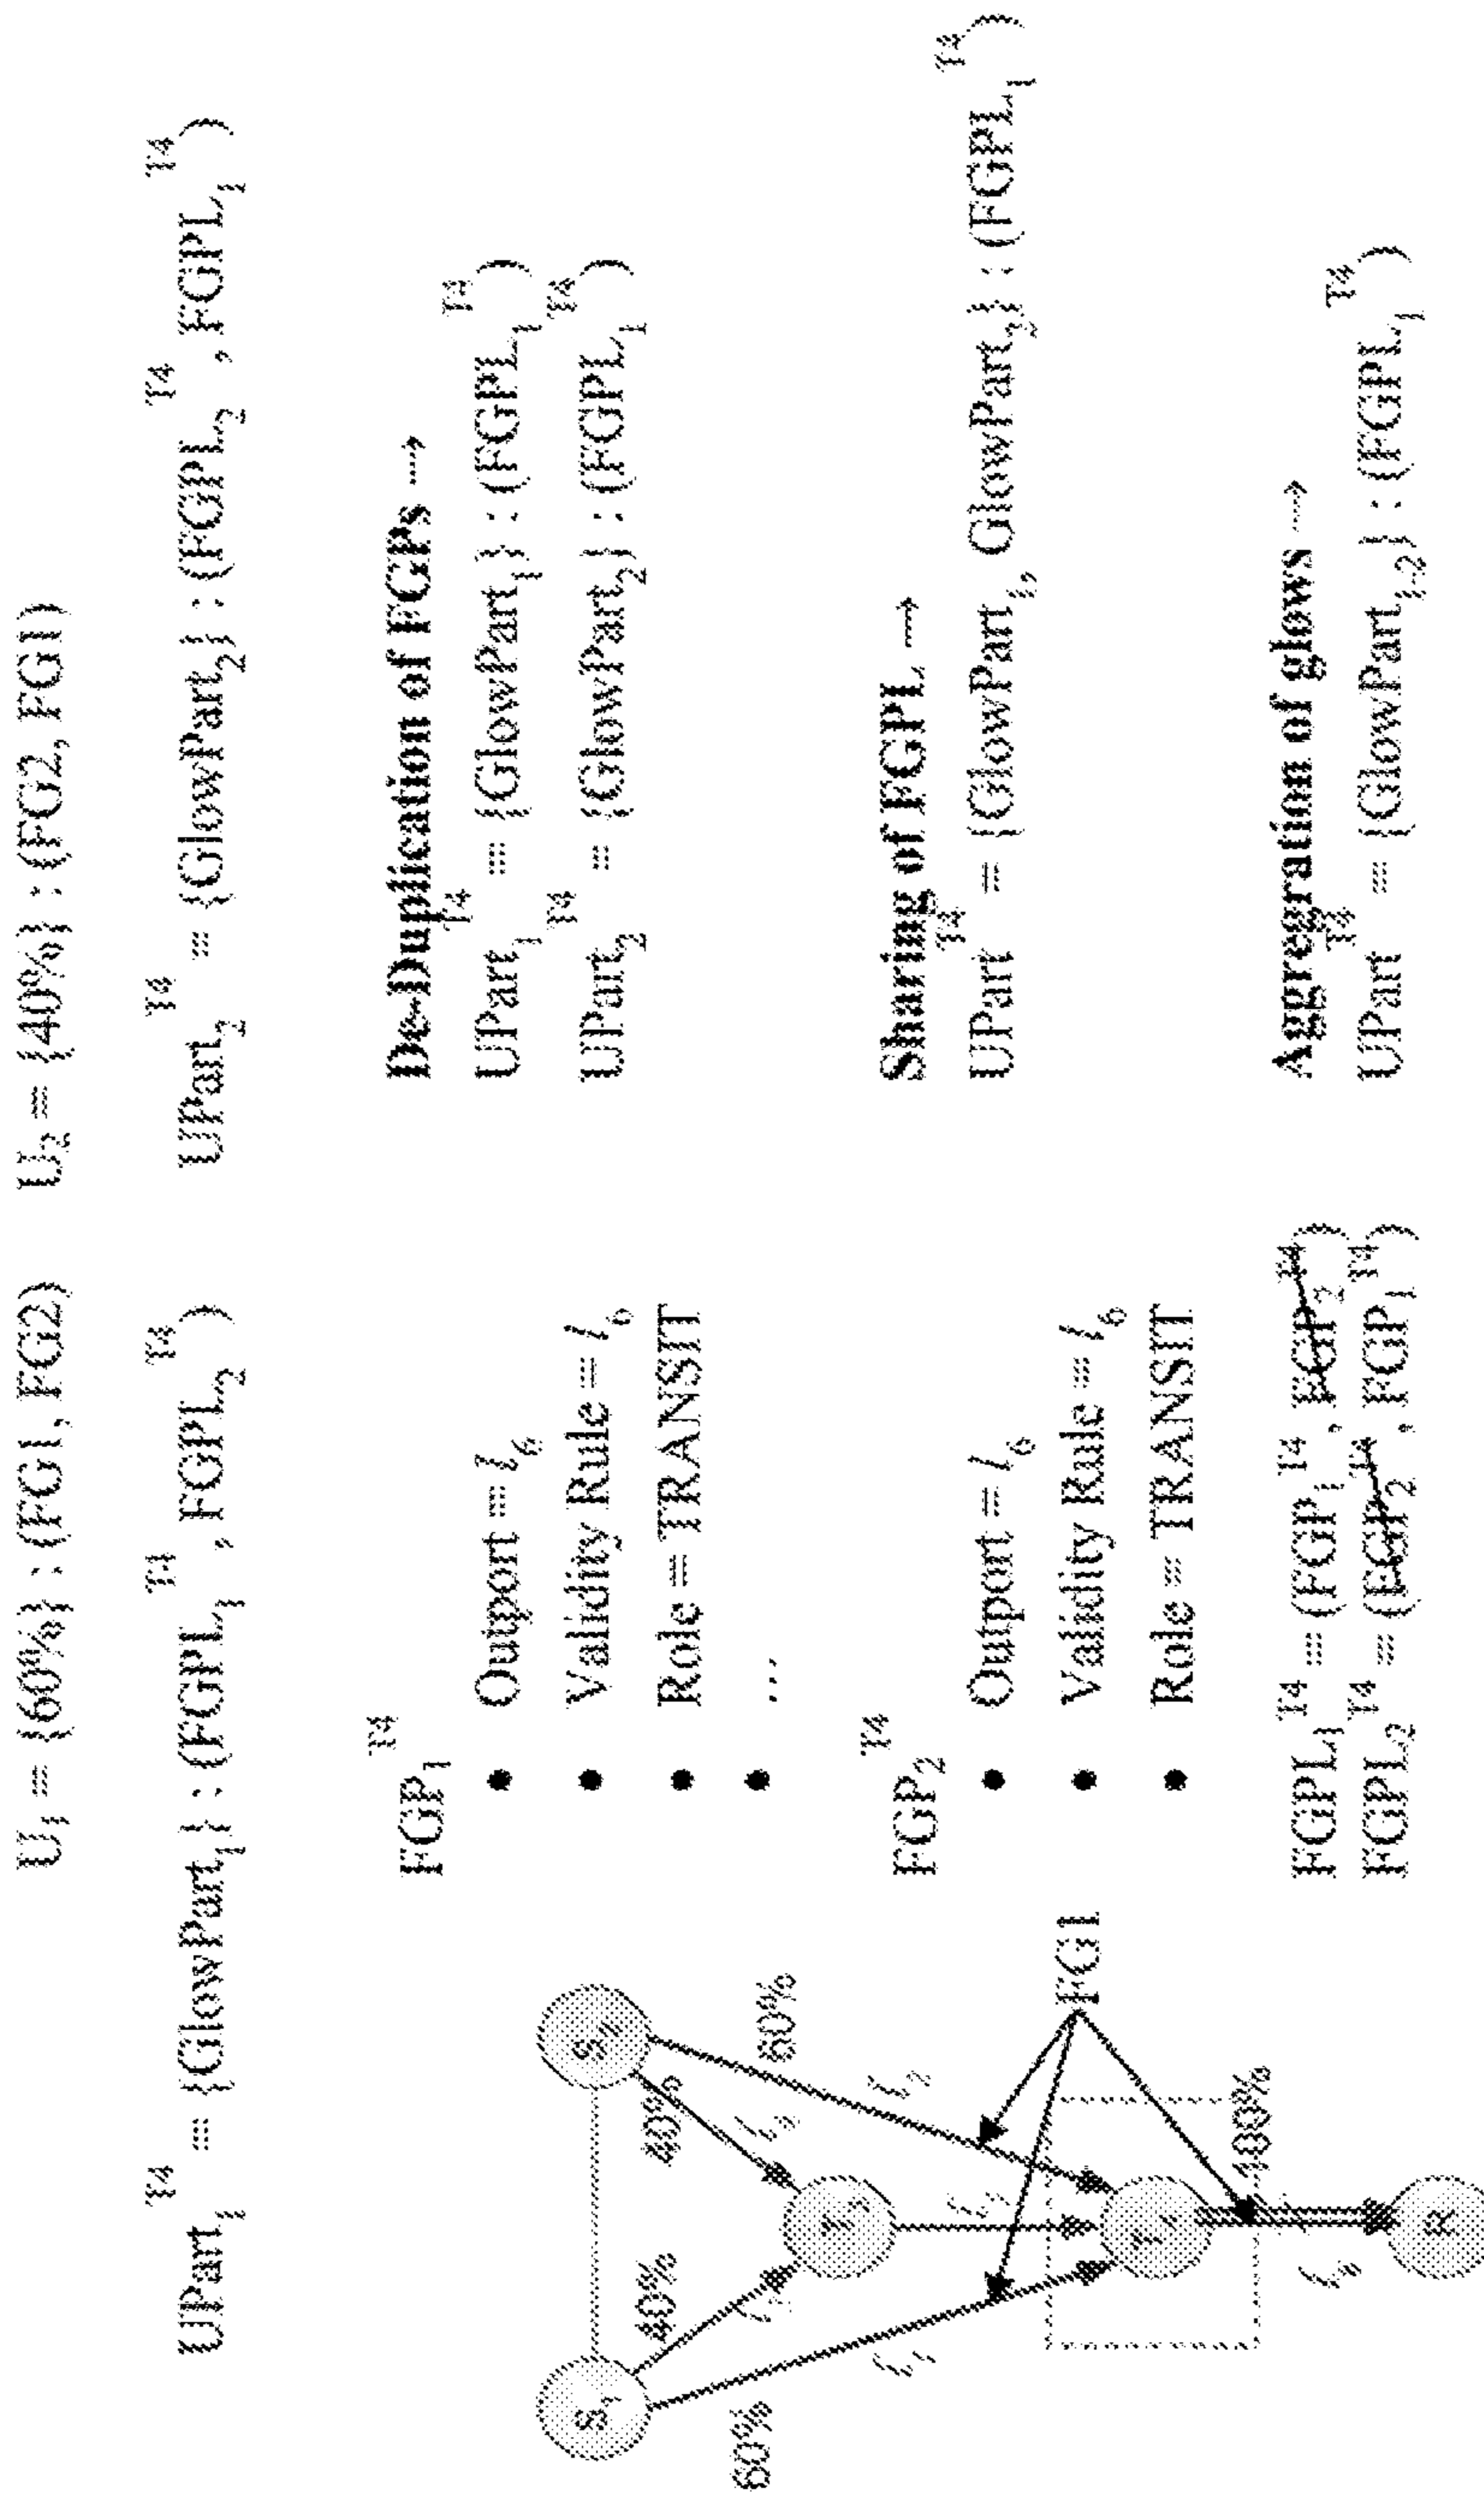 U₁ = {60%} : (FG1, FG2)
U₂ = {40%} : (FG2, FG1)
UPart₁ᵀ⁴ = {GlowPart₁} : (FGPL₁ᵀ⁴, FGPL₂ᵀ⁴)
UPart₂ᵀ⁴ = {GlowPart₂} : (FGPL₂ᵀ⁴, FGPL₁ᵀ⁴)
FGP₁ᵀ⁴
• Outport = l₆
• Validity Rule = l₆
• Role = TRANSIT
• …
FGP₂ᵀ⁴
• Outport = l₆
• Validity Rule = l₆
• Role = TRANSIT
FGPL₁ᵀ⁴ = (FGP₁ᵀ⁴, FGP₂ᵀ⁴)
FGPL₂ᵀ⁴ = (FGP₂ᵀ⁴, FGP₁ᵀ⁴)
De-Duplication of FGPs →
UPart₁ᵀ⁴ = {GlowPart₁} : (FGPL₁ᵀ⁴)
UPart₂ᵀ⁴ = {GlowPart₂} : (FGPL₁ᵀ⁴)
Sharing of FGPL →
UPartᵀ⁴ = {GlowPart₁, GlowPart₂} : (FGPL₁ᵀ⁴)
Aggregration of glows →
UPartᵀ⁴ = {GlowPart₁₋₂} : (FGPL₁ᵀ⁴)
S₁
60%
40%
40%
60%
FG1
100%
l₆
R